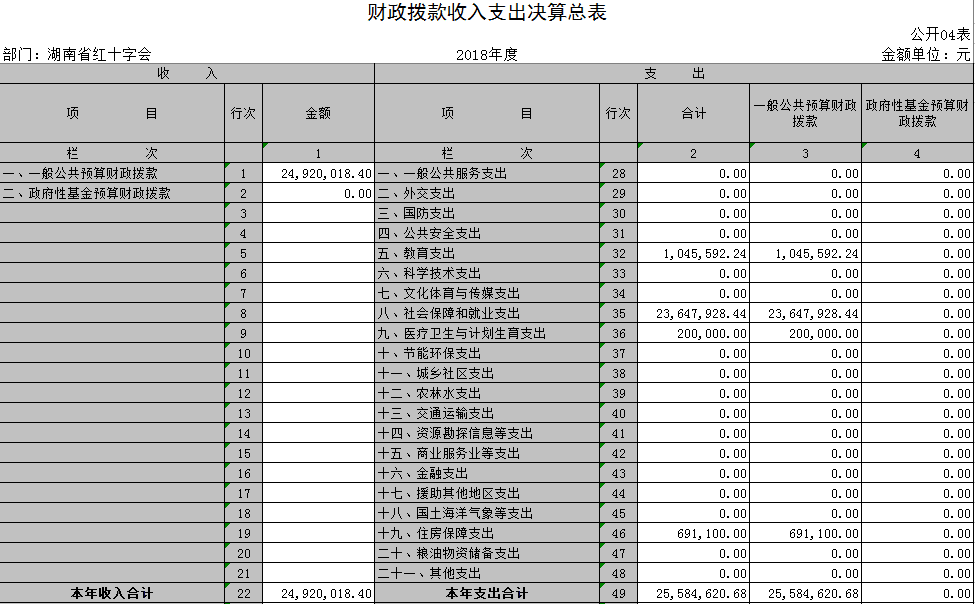 财政拨款收入支出决算总表
公开04表
部门：湖南省红十字会 2018年度 金额单位：元
收 入 支 出
项 目 行次 金额 项 目 行次 合计 一般公共预算财政拨款 政府性基金预算财政拨款
栏 次 1 栏 次 2 3 4
一、一般公共预算财政拨款 1 24,920,018.40 一、一般公共服务支出 28 0.00 0.00 0.00
二、政府性基金预算财政拨款 2 0.00 二、外交支出 29 0.00 0.00 0.00
3 三、国防支出 30 0.00 0.00 0.00
4 四、公共安全支出 31 0.00 0.00 0.00
5 五、教育支出 32 1,045,592.24 1,045,592.24 0.00
6 六、科学技术支出 33 0.00 0.00 0.00
7 七、文化体育与传媒支出 34 0.00 0.00 0.00
8 八、社会保障和就业支出 35 23,647,928.44 23,647,928.44 0.00
9 九、医疗卫生与计划生育支出 36 200,000.00 200,000.00 0.00
10 十、节能环保支出 37 0.00 0.00 0.00
11 十一、城乡社区支出 38 0.00 0.00 0.00
12 十二、农林水支出 39 0.00 0.00 0.00
13 十三、交通运输支出 40 0.00 0.00 0.00
14 十四、资源勘探信息等支出 41 0.00 0.00 0.00
15 十五、商业服务业等支出 42 0.00 0.00 0.00
16 十六、金融支出 43 0.00 0.00 0.00
17 十七、援助其他地区支出 44 0.00 0.00 0.00
18 十八、国土海洋气象等支出 45 0.00 0.00 0.00
19 十九、住房保障支出 46 691,100.00 691,100.00 0.00
20 二十、粮油物资储备支出 47 0.00 0.00 0.00
21 二十一、其他支出 48 0.00 0.00 0.00
本年收入合计 22 24,920,018.40 本年支出合计 49 25,584,620.68 25,584,620.68 0.00